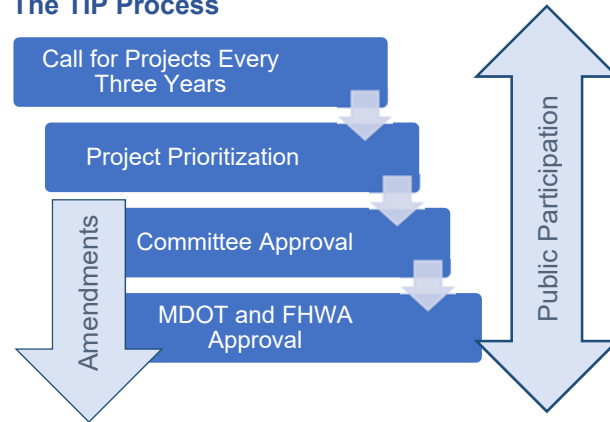 The TIP Process
Call for Projects Every
Three Years
Project Prioritization
Committee Approval
MDOT and FHWA
Approval
Amendments
Public Participation